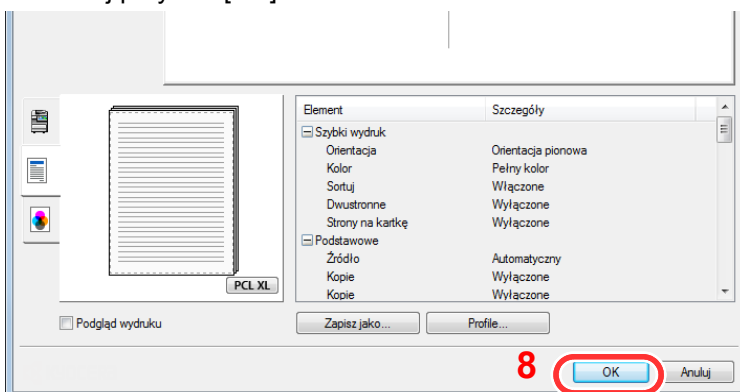 Element Szczegóły
Szybki wydruk
Orientacja Orientacja pionowa
Kolor Pełny kolor
Sortuj Włączone
Dwustronne Wyłączone
Strony na kartkę Wyłączone
Podstawowe
Źródło Automatyczny
Kopie Wyłączone
Kopie Wyłączone
PCL XL
Podgląd wydruku Zapisz jako... Profile...
8 OK Anuluj